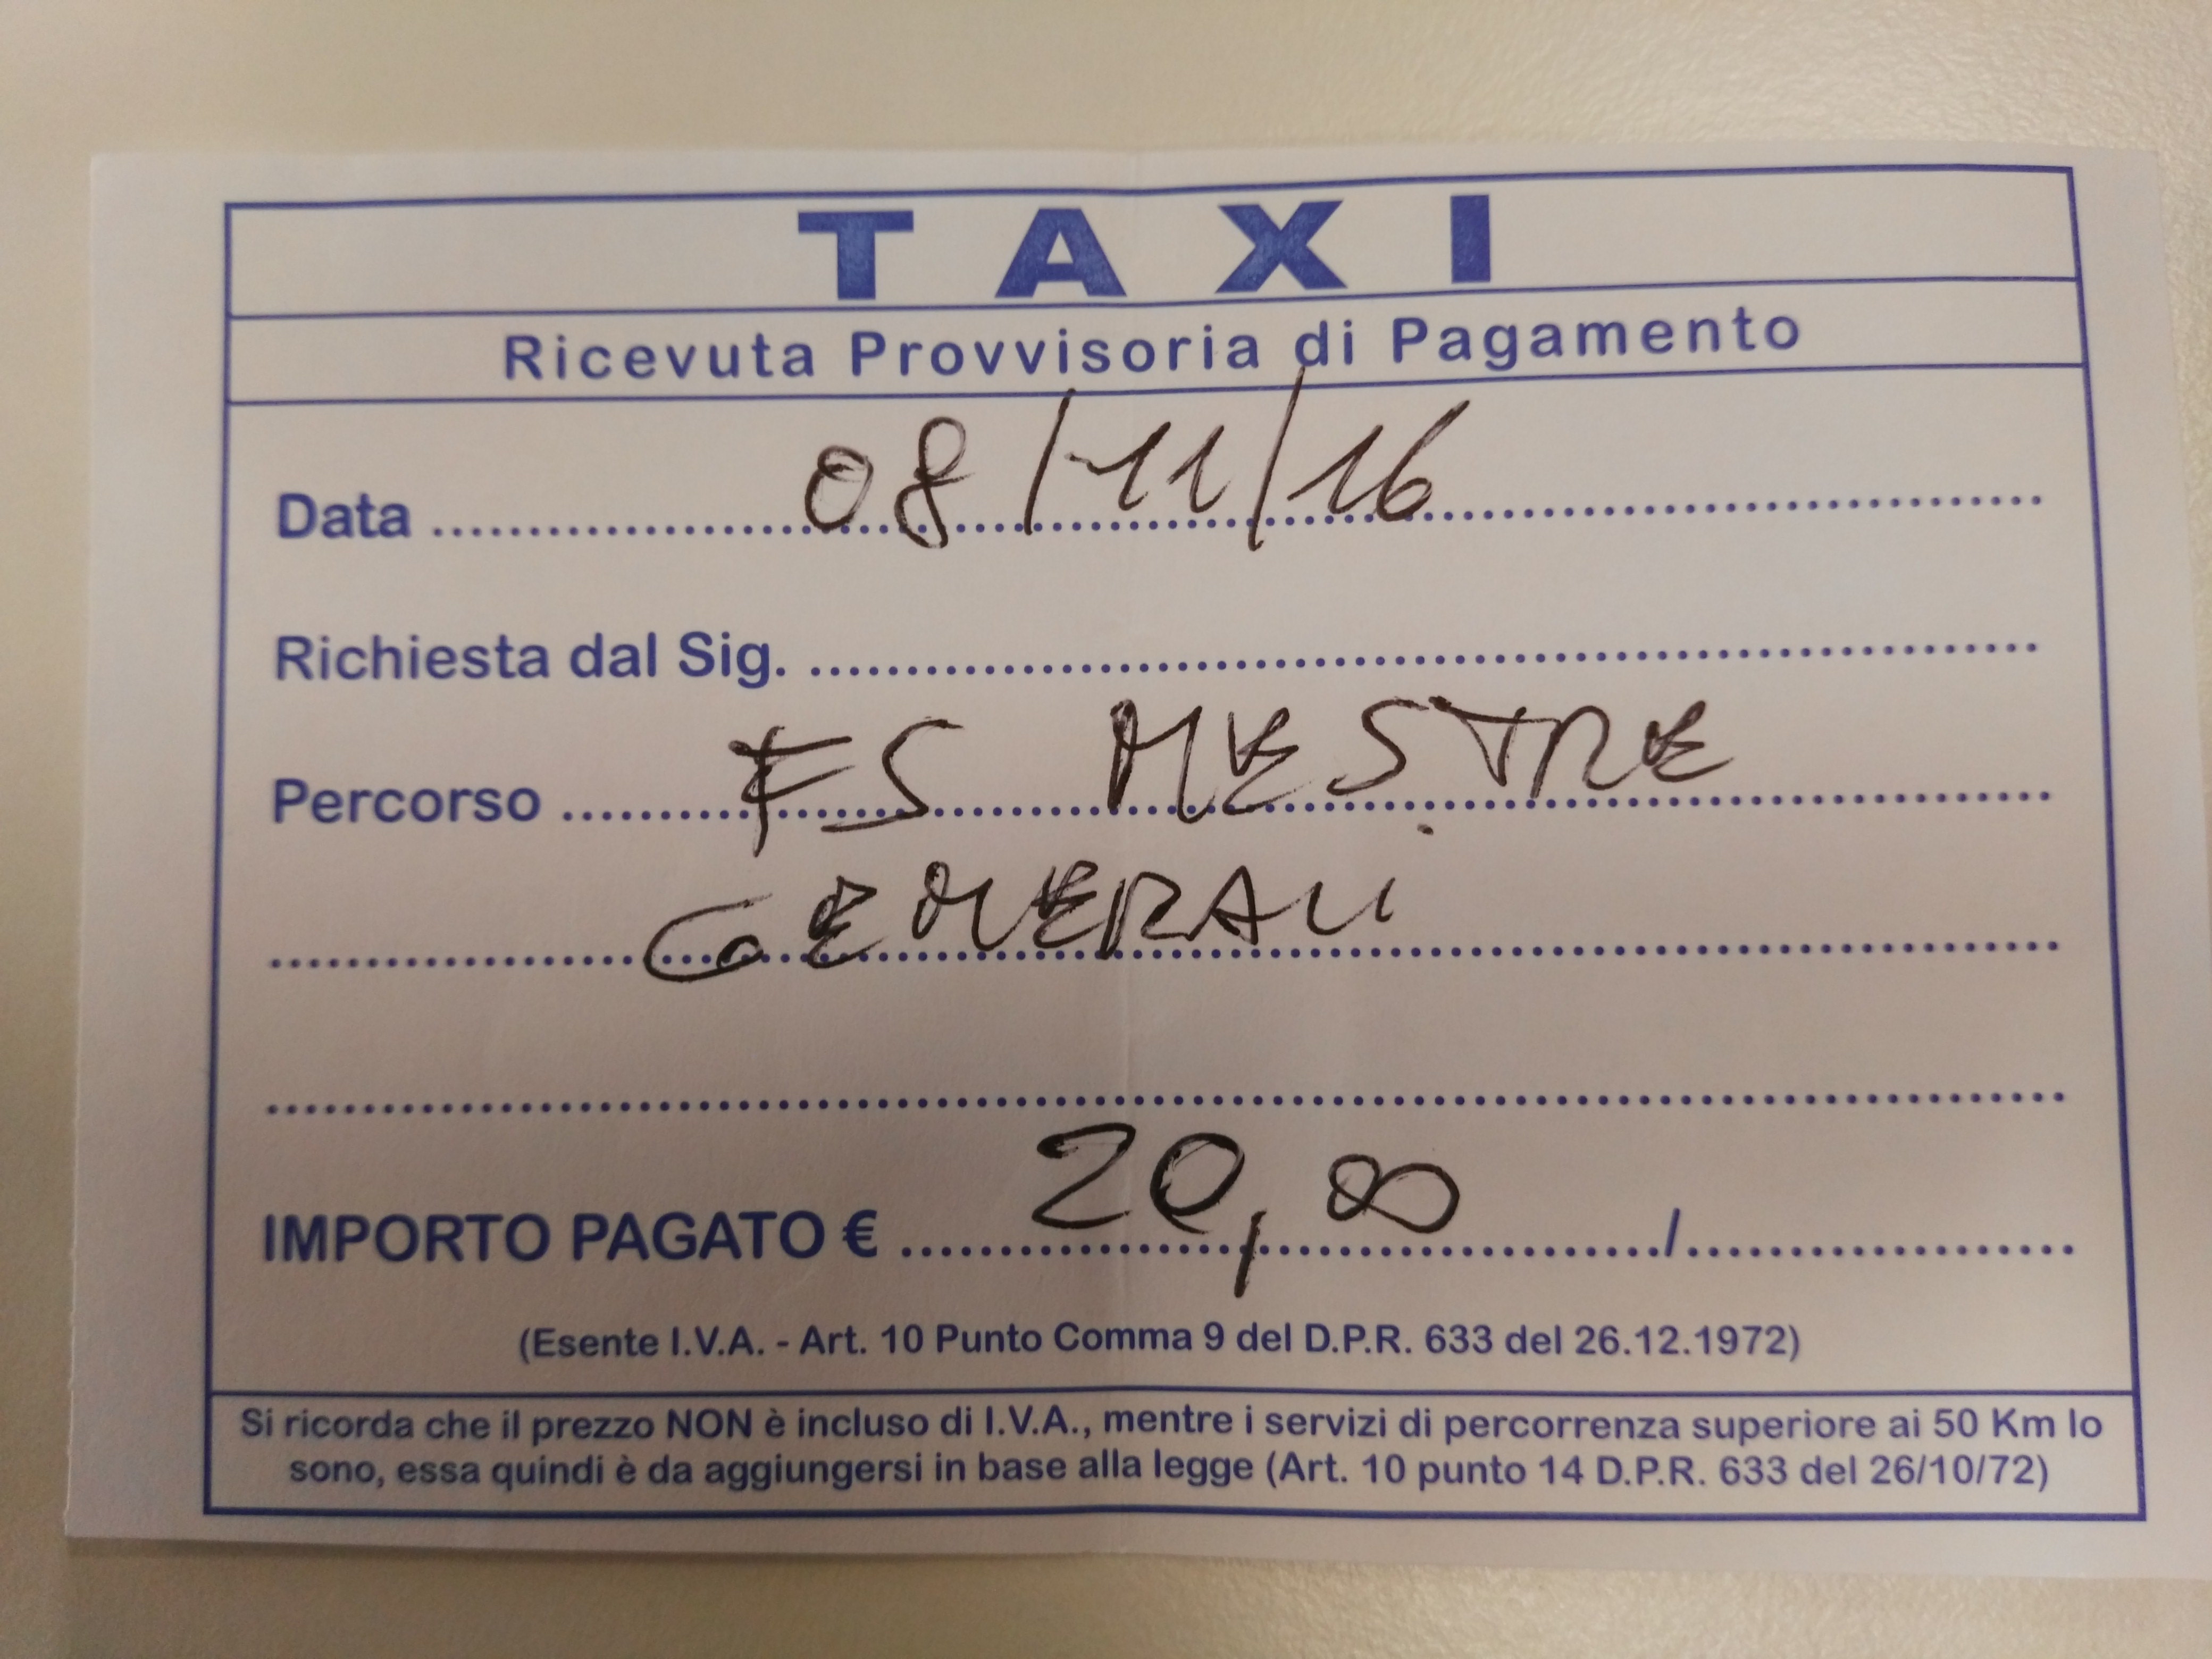 TAXI
Ricevuta Provvisoria di Pagamento
Data 08/11/16
Richiesta dal Sig.
Percorso FS MESTRE
GENERALI
IMPORTO PAGATO € 20,00 /
(Esente I.V.A. - Art. 10 Punto Comma 9 del D.P.R. 633 del 26.12.1972)
Si ricorda che il prezzo NON è incluso di I.V.A., mentre i servizi di percorrenza superiore ai 50 Km lo
sono, essa quindi è da aggiungersi in base alla legge (Art. 10 punto 14 D.P.R. 633 del 26/10/72)